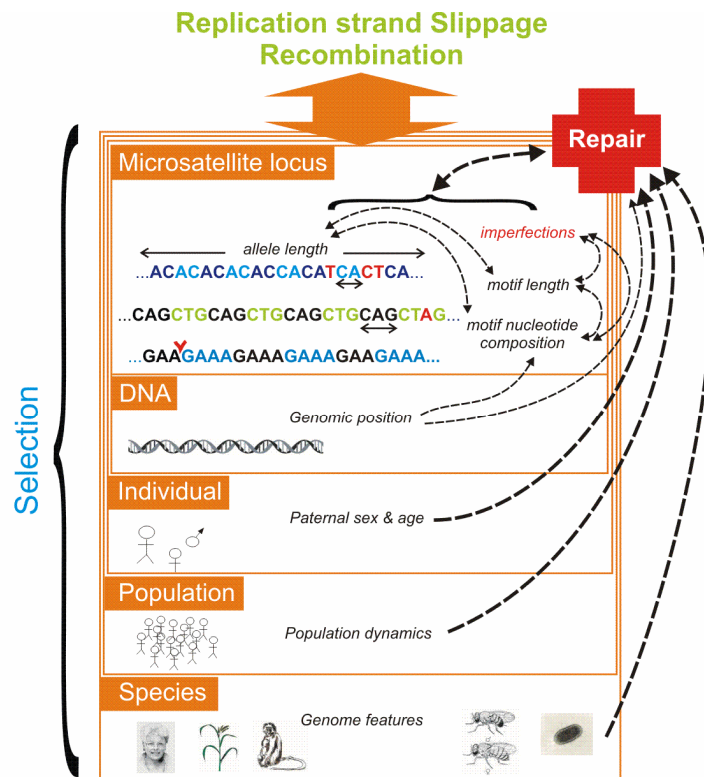 Replication strand Slippage
Recombination
Repair
Selection
Microsatellite locus
imperfections
allele length
...ACACACACACCACATCACTCA...
motif length
...CAGCTGCAGCTGCAGCTGCAGCTAG...
motif nucleotide
composition
...GAAGAAAGAAAGAAAGAAGAAA...
DNA
Genomic position
Individual
Paternal sex & age
Population
Population dynamics
Species
Genome features